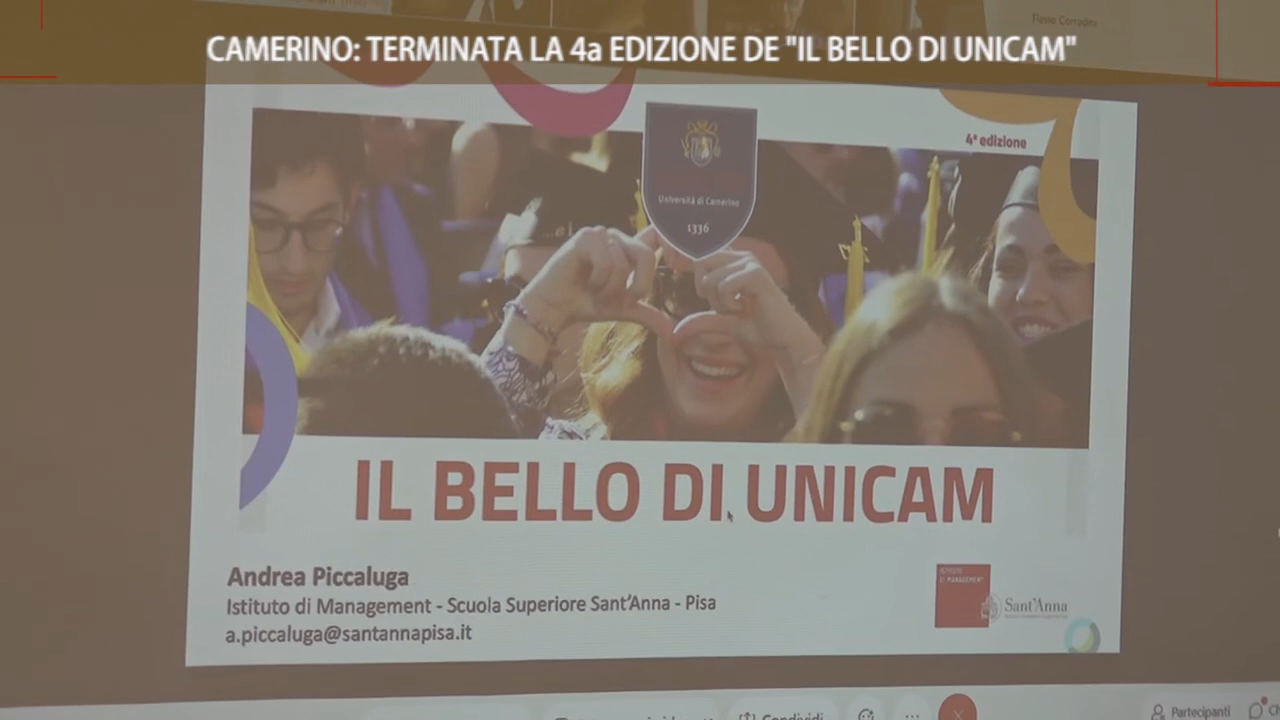 Flavio Corradini
CAMERINO: TERMINATA LA 4a EDIZIONE DE "IL BELLO DI UNICAM"
4ª edizione
Università di Camerino
1336
IL BELLO DI UNICAM
Andrea Piccaluga
Istituto di Management - Scuola Superiore Sant'Anna - Pisa
a.piccaluga@santannapisa.it
ISTITUTO
DI MANAGEMENT
Sant'Anna
Condividi
Partecipanti